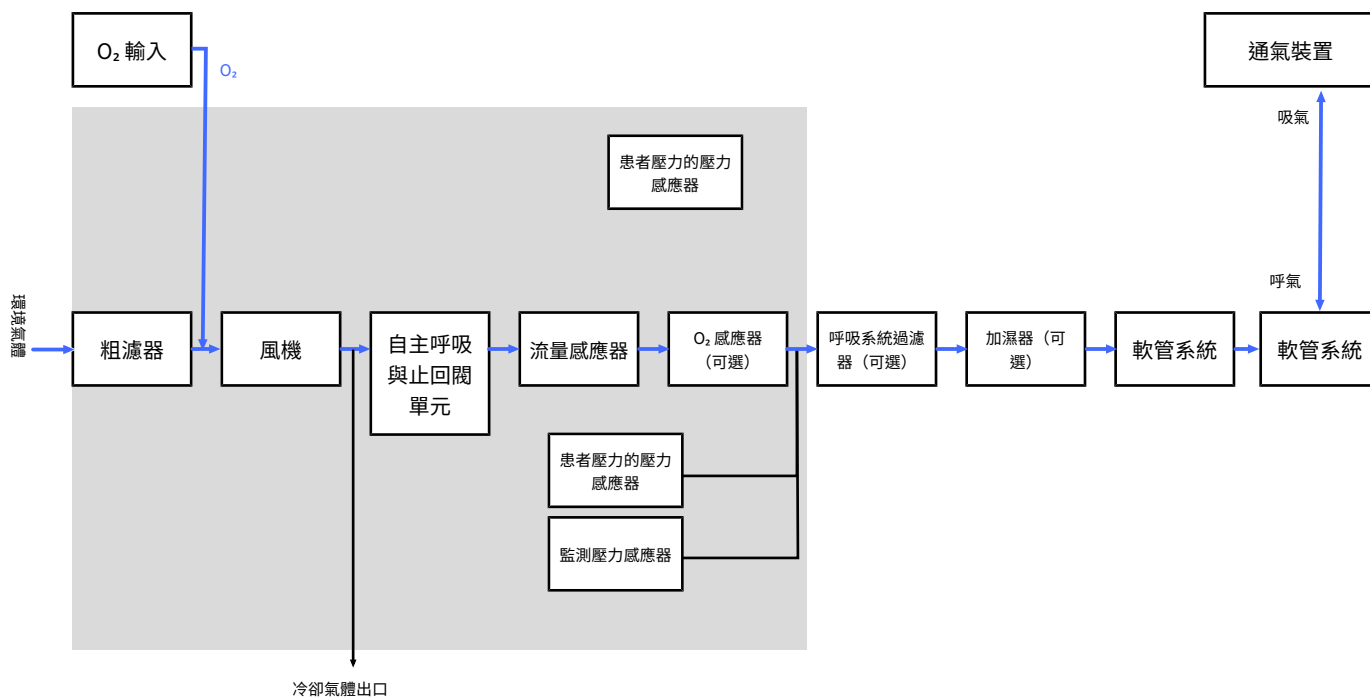 O₂ 輸入
通氣裝置
O₂
吸氣
患者壓力的壓力
感應器
呼氣
環境氣體
粗濾器
風機
自主呼吸
與止回閥
單元
流量感應器
O₂ 感應器
（可選）
呼吸系統過濾
器（可選）
加濕器（可
選）
軟管系統
軟管系統
患者壓力的壓力
感應器
監測壓力感應器
冷卻氣體出口